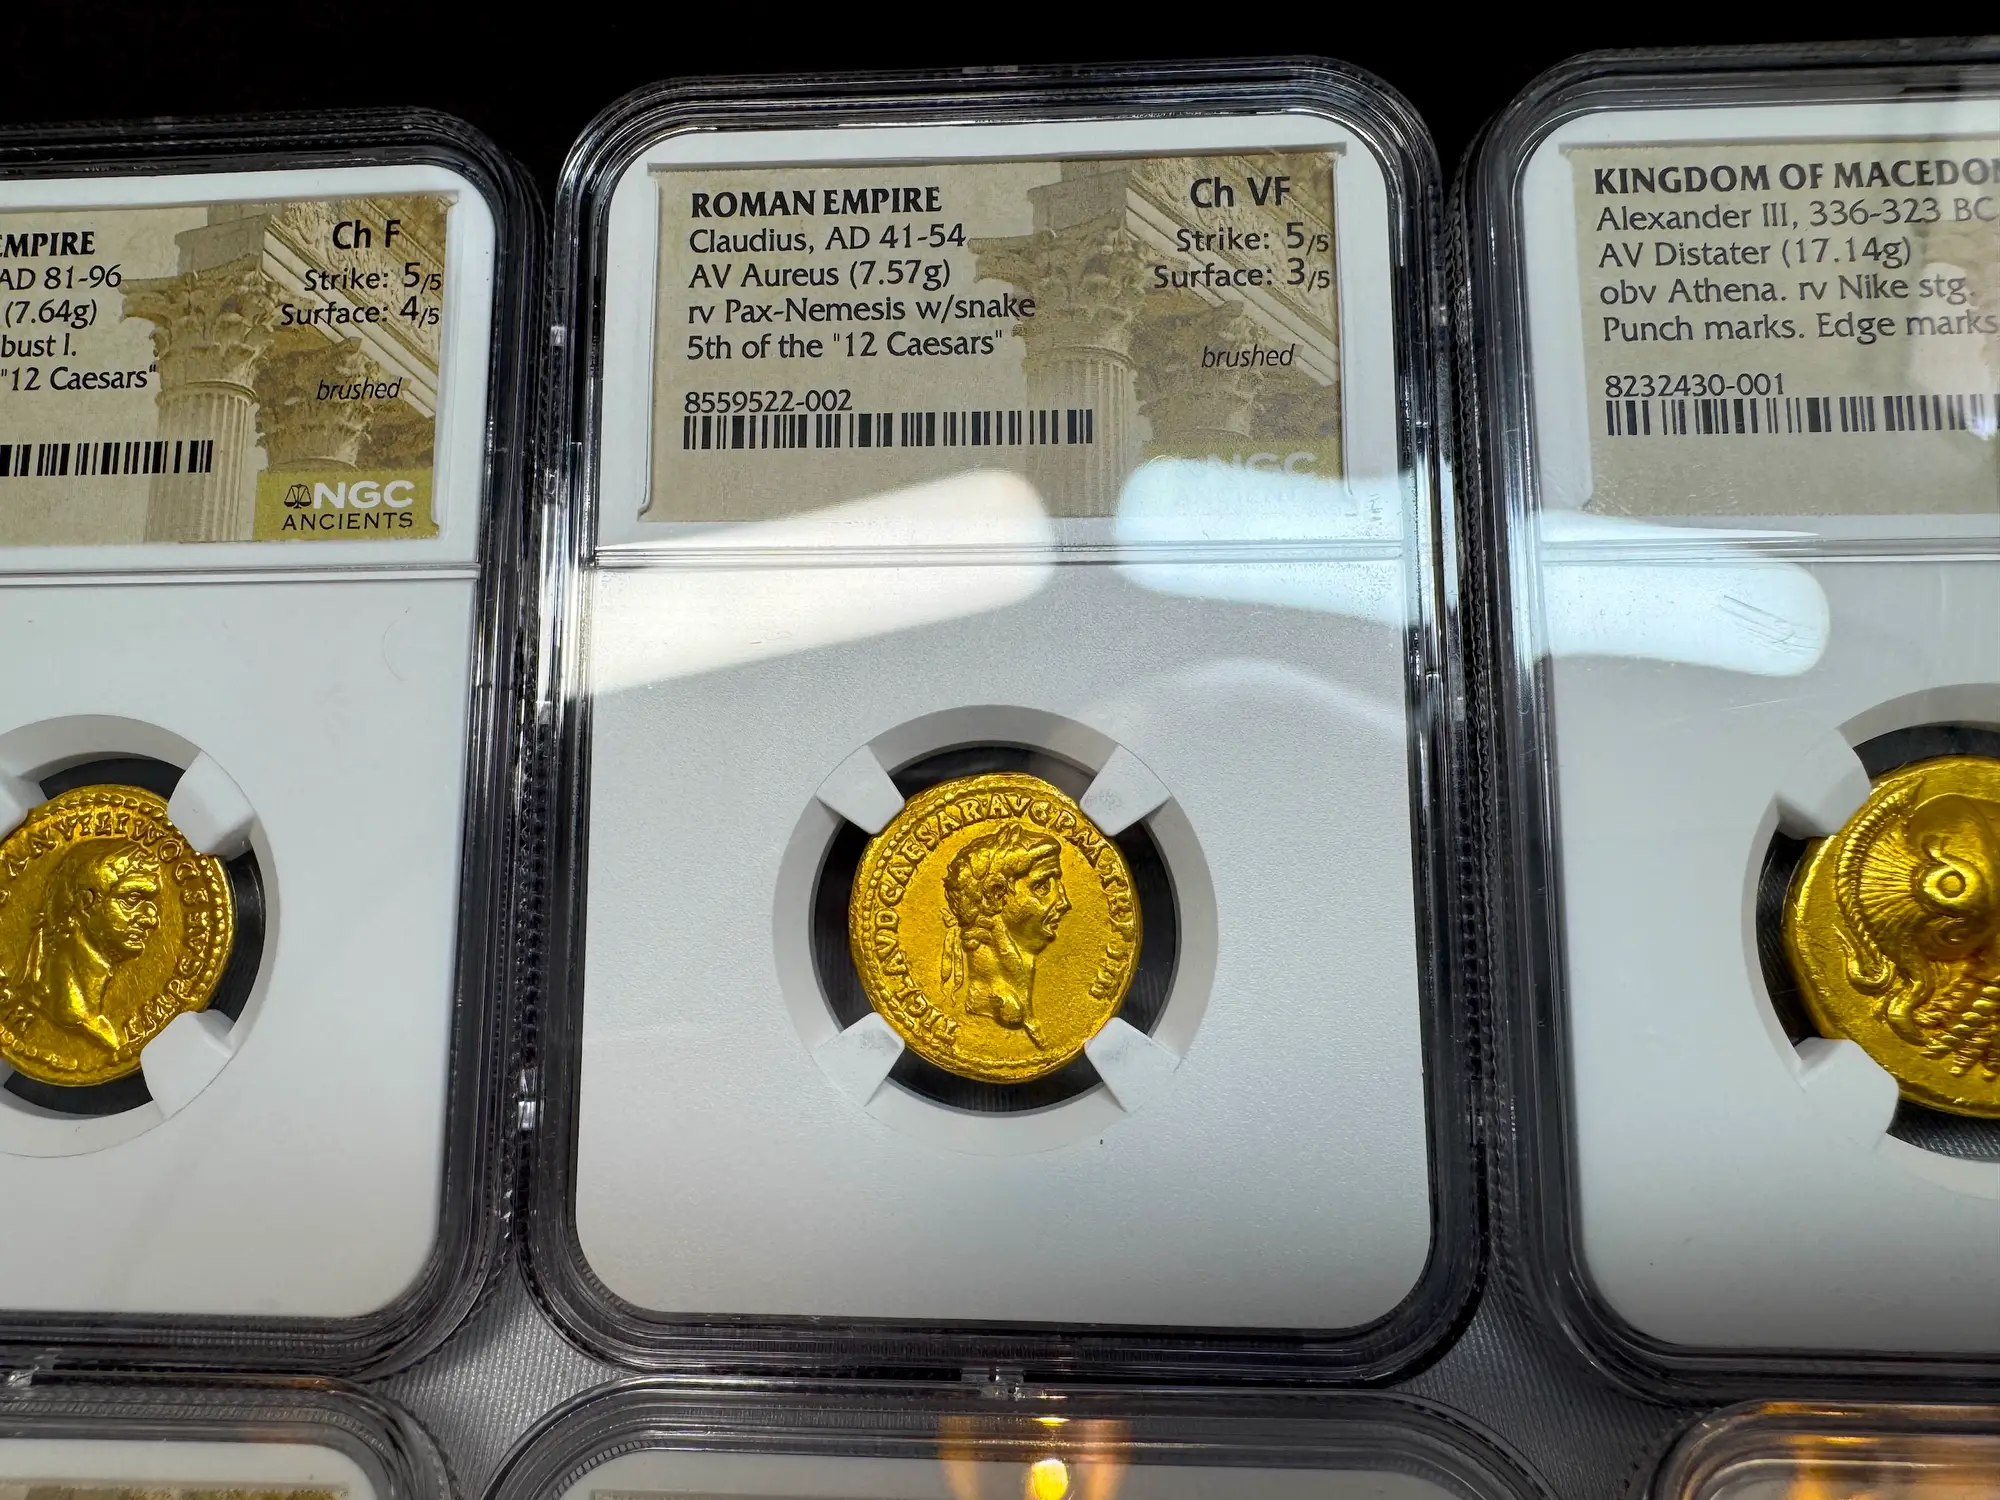 EMPIRE
AD 81-96
(7.64g)
bust l.
"12 Caesars"
Ch F
Strike: 5/5
Surface: 4/5
brushed
NGC
ANCIENTS
ROMAN EMPIRE
Claudius, AD 41-54
AV Aureus (7.57g)
rv Pax-Nemesis w/snake
5th of the "12 Caesars"
8559522-002
Ch VF
Strike: 5/5
Surface: 3/5
brushed
NGC
ANCIENTS
TI CLAVD CAESAR AVG P M TR P
KINGDOM OF MACEDON
Alexander III, 336-323 BC
AV Distater (17.14g)
obv Athena. rv Nike stg.
Punch marks. Edge marks
8232430-001